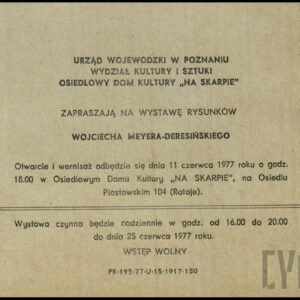 URZĄD WOJEWÓDZKI W POZNANIU
WYDZIAŁ KULTURY I SZTUKI
OSIEDLOWY DOM KULTURY „NA SKARPIE"
ZAPRASZAJĄ NA WYSTAWĘ RYSUNKÓW
WOJCIECHA MEYERA-DERESIŃSKIEGO
Otwarcie i wernisaż odbędzie się dnia 11 czerwca 1977 roku o godz.
18.00 w Osiedlowym Domu Kultury „NA SKARPIE", na Osiedlu
Piastowskim 104 (Rataje).
Wystawa czynna będzie codziennie w godz. od 16.00 do 20.00
do dnia 25 czerwca 1977 roku.
WSTĘP WOLNY
PK-195-77-U-15-1917-150